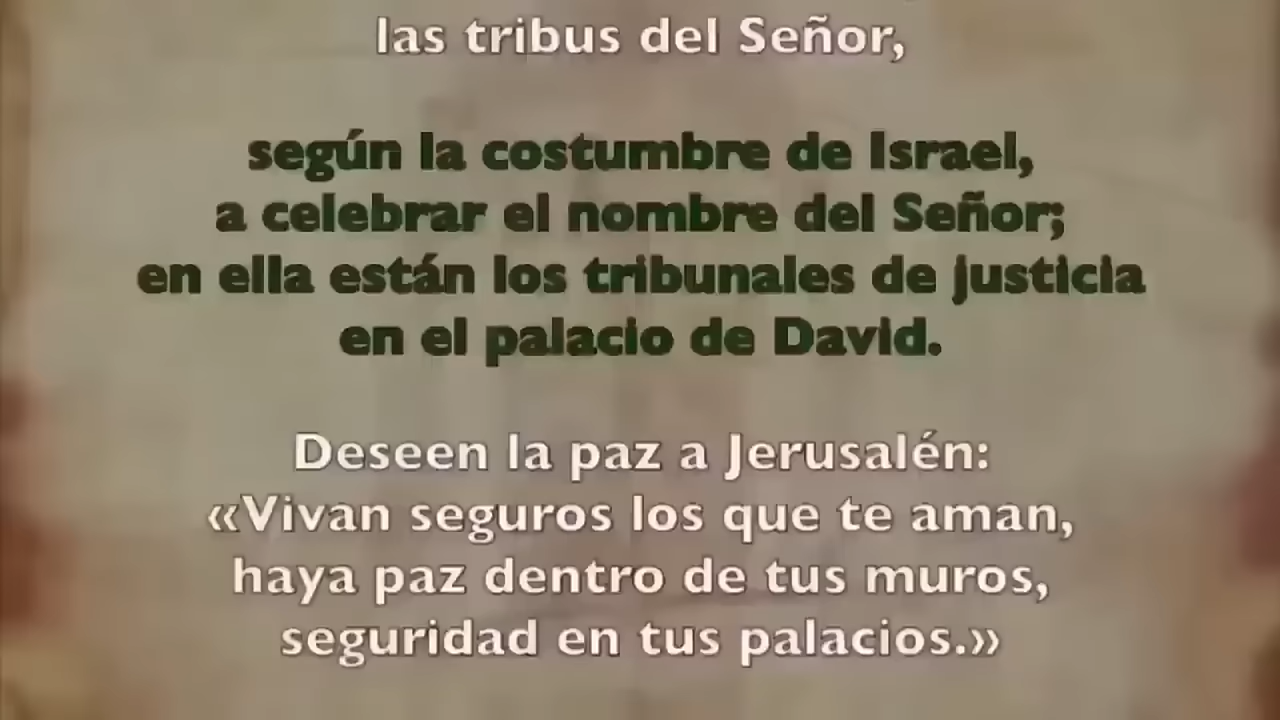 las tribus del Señor,
según la costumbre de Israel,
a celebrar el nombre del Señor;
en ella están los tribunales de justicia
en el palacio de David.
Deseen la paz a Jerusalén:
«Vivan seguros los que te aman,
haya paz dentro de tus muros,
seguridad en tus palacios.»